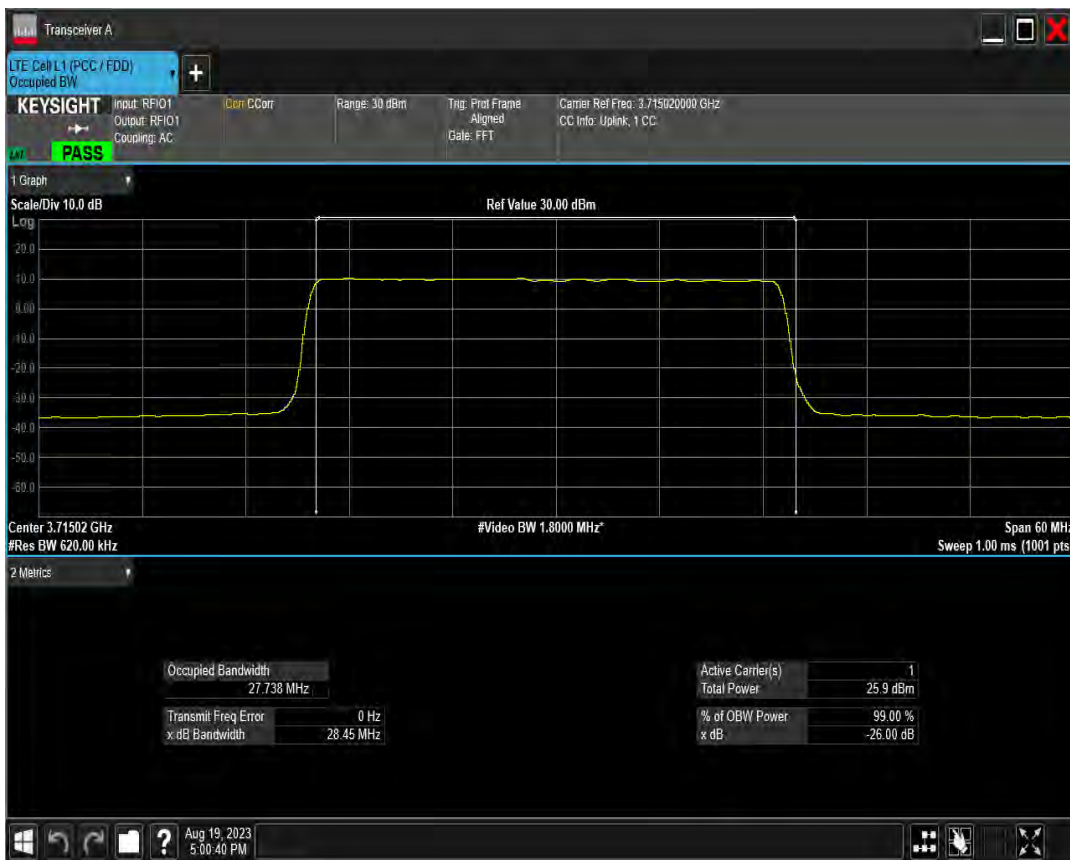 Transceiver A
LTE Cell L1 (PCC / FDD)
Occupied BW
+
KEYSIGHT
Input: RFIO1
Output: RFIO1
Coupling: AC
Corr CCorr
Range: 30 dBm
Trig: Prot Frame
Aligned
Gate: FFT
Carrier Ref Freq: 3.715020000 GHz
CC Info: Uplink, 1 CC
PASS
1 Graph
Scale/Div 10.0 dB
Ref Value 30.00 dBm
Log
20.0
10.0
0.00
-10.0
-20.0
-30.0
-40.0
-50.0
-60.0
Center 3.71502 GHz
#Video BW 1.8000 MHz*
Span 60 MHz
#Res BW 620.00 kHz
Sweep 1.00 ms (1001 pts
2 Metrics
Occupied Bandwidth
27.738 MHz
Transmit Freq Error 0 Hz
x dB Bandwidth 28.45 MHz
Active Carrier(s) 1
Total Power 25.9 dBm
% of OBW Power 99.00 %
x dB -26.00 dB
?
Aug 19, 2023
5:00:40 PM